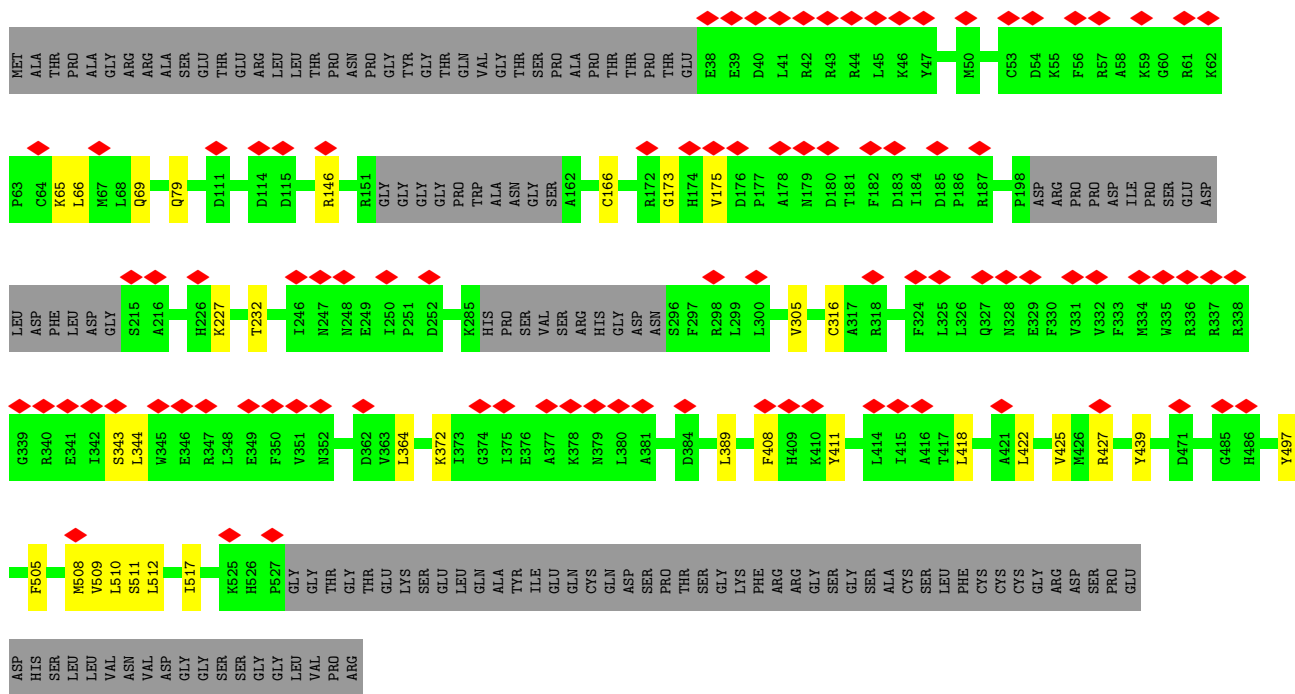 MET ALA THR PRO ALA GLY ARG ARG ALA SER GLU THR GLU ARG LEU LEU THR PRO ASN PRO GLY TYR GLY THR GLN VAL GLY THR SER PRO ALA PRO THR THR PRO THR GLU E38 E39 D40 L41 R42 R43 R44 L45 K46 Y47 M50 C53 D54 K55 F56 R57 A58 K59 G60 R61 K62
P63 C64 K65 L66 M67 L68 Q69 Q79 D111 D114 D115 R146 R151 GLY GLY GLY GLY PRO TRP ALA ASN GLY SER A162 C166 R172 G173 H174 V175 D176 P177 A178 N179 D180 T181 F182 D183 I184 D185 P186 R187 P198 ASP ARG PRO PRO ASP ILE PRO SER GLU ASP
LEU ASP PHE LEU ASP GLY S215 A216 H226 K227 T232 I246 N247 N248 E249 I250 P251 D252 K285 HIS PRO SER VAL SER ARG HIS GLY ASP ASN S296 F297 R298 L299 L300 V305 C316 A317 R318 F324 L325 L326 Q327 N328 E329 F330 V331 V332 F333 M334 W335 R336 R337 R338
G339 R340 E341 I342 S343 L344 W345 E346 R347 L348 E349 F350 V351 N352 D362 V363 L364 K372 I373 G374 I375 E376 A377 K378 N379 L380 A381 D384 L389 F408 H409 K410 Y411 L414 I415 A416 T417 L418 A421 L422 V425 M426 R427 Y439 D471 G485 H486 Y497
F505 M508 V509 L510 S511 L512 I517 K525 H526 P527 GLY GLY THR GLY THR GLU LYS SER GLU LEU GLN ALA TYR ILE GLU GLN CYS GLN ASP SER PRO THR SER GLY LYS PHE ARG ARG GLY SER GLY SER ALA CYS SER LEU PHE CYS CYS CYS GLY ARG ASP SER PRO GLU
ASP HIS SER LEU LEU VAL ASN VAL ASP GLY GLY SER SER GLY GLY LEU VAL PRO ARG